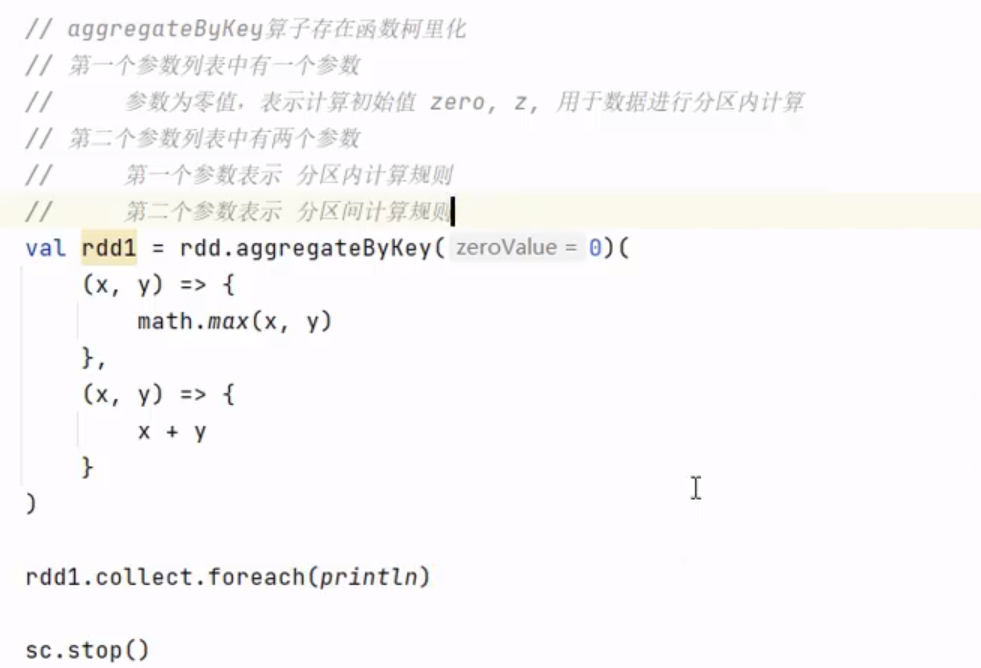 // aggregateByKey算子存在函数柯里化
// 第一个参数列表中有一个参数
//     参数为零值，表示计算初始值 zero, z, 用于数据进行分区内计算
// 第二个参数列表中有两个参数
//     第一个参数表示 分区内计算规则
//     第二个参数表示 分区间计算规则
val rdd1 = rdd.aggregateByKey( zeroValue = 0)(
    (x, y) => {
        math.max(x, y)
    },
    (x, y) => {
        x + y
    }
)
rdd1.collect.foreach(println)
sc.stop()